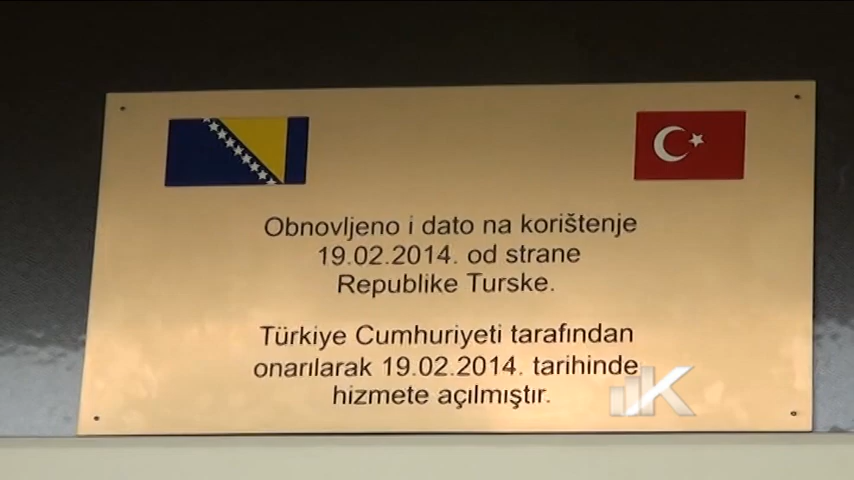 Obnovljeno i dato na korištenje
19.02.2014. od strane
Republike Turske.
Türkiye Cumhuriyeti tarafından
onarılarak 19.02.2014. tarihinde
hizmete açılmıştır.
K